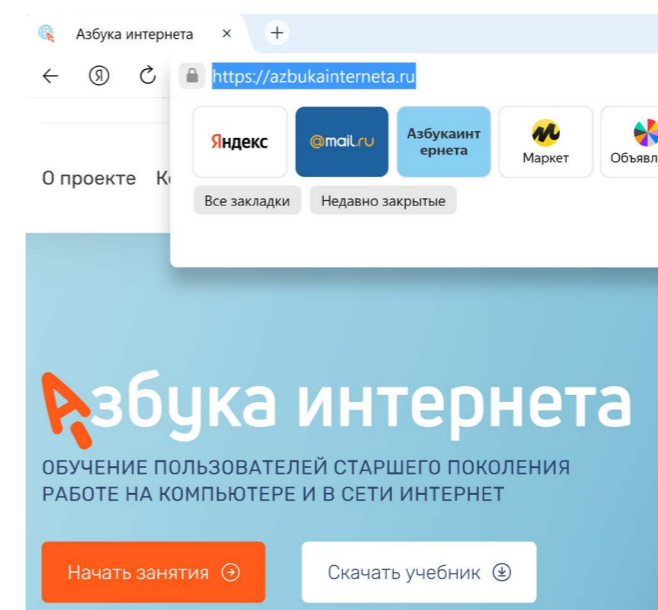 Азбука интернета
https://azbukainterneta.ru
Яндекс
@mail.ru
Азбукаинт
ернета
Маркет
Объявл
О проекте
Все закладки
Недавно закрытые
Азбука интернета
ОБУЧЕНИЕ ПОЛЬЗОВАТЕЛЕЙ СТАРШЕГО ПОКОЛЕНИЯ
РАБОТЕ НА КОМПЬЮТЕРЕ И В СЕТИ ИНТЕРНЕТ
Начать занятия
Скачать учебник